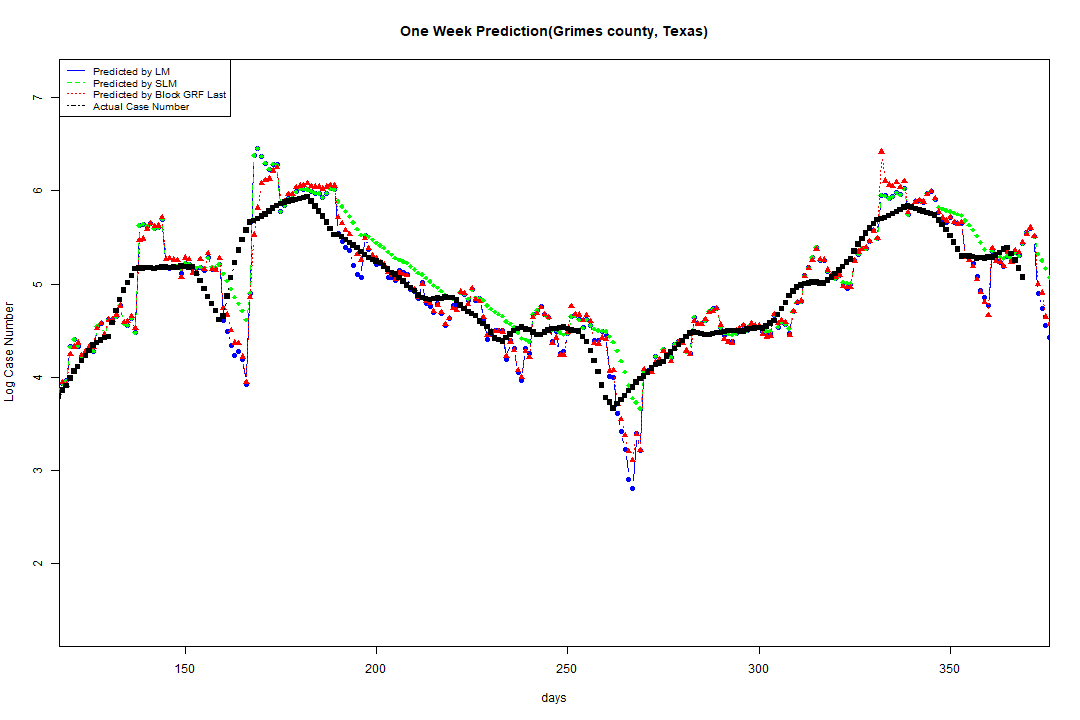 One Week Prediction(Grimes county, Texas)
Predicted by LM
Predicted by SLM
Predicted by Block GRF Last
Actual Case Number
7
6
5
4
3
2
Log Case Number
150 200 250 300 350
days